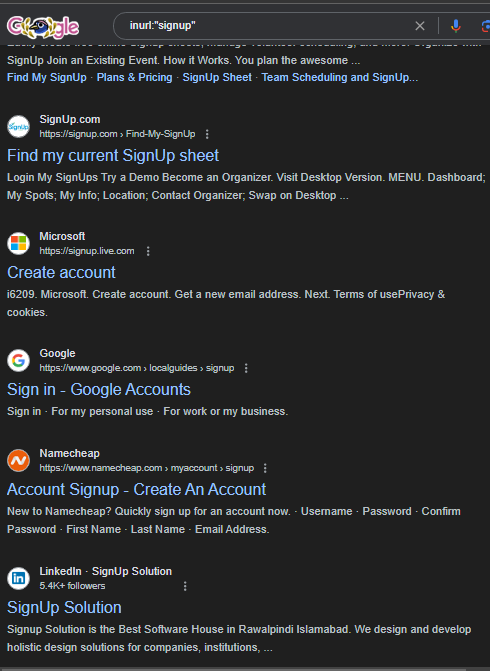 Google
inurl:"signup"
SignUp Join an Existing Event. How it Works. You plan the awesome ...
Find My SignUp · Plans & Pricing · SignUp Sheet · Team Scheduling and SignUp...
SignUp
SignUp.com
https://signup.com › Find-My-SignUp
Find my current SignUp sheet
Login My SignUps Try a Demo Become an Organizer. Visit Desktop Version. MENU. Dashboard;
My Spots; My Info; Location; Contact Organizer; Swap on Desktop ...
Microsoft
https://signup.live.com
Create account
i6209. Microsoft. Create account. Get a new email address. Next. Terms of usePrivacy &
cookies.
Google
https://www.google.com › localguides › signup
Sign in - Google Accounts
Sign in · For my personal use · For work or my business.
Namecheap
https://www.namecheap.com › myaccount › signup
Account Signup - Create An Account
New to Namecheap? Quickly sign up for an account now. · Username · Password · Confirm
Password · First Name · Last Name · Email Address.
LinkedIn · SignUp Solution
5.4K+ followers
SignUp Solution
Signup Solution is the Best Software House in Rawalpindi Islamabad. We design and develop
holistic design solutions for companies, institutions, ...